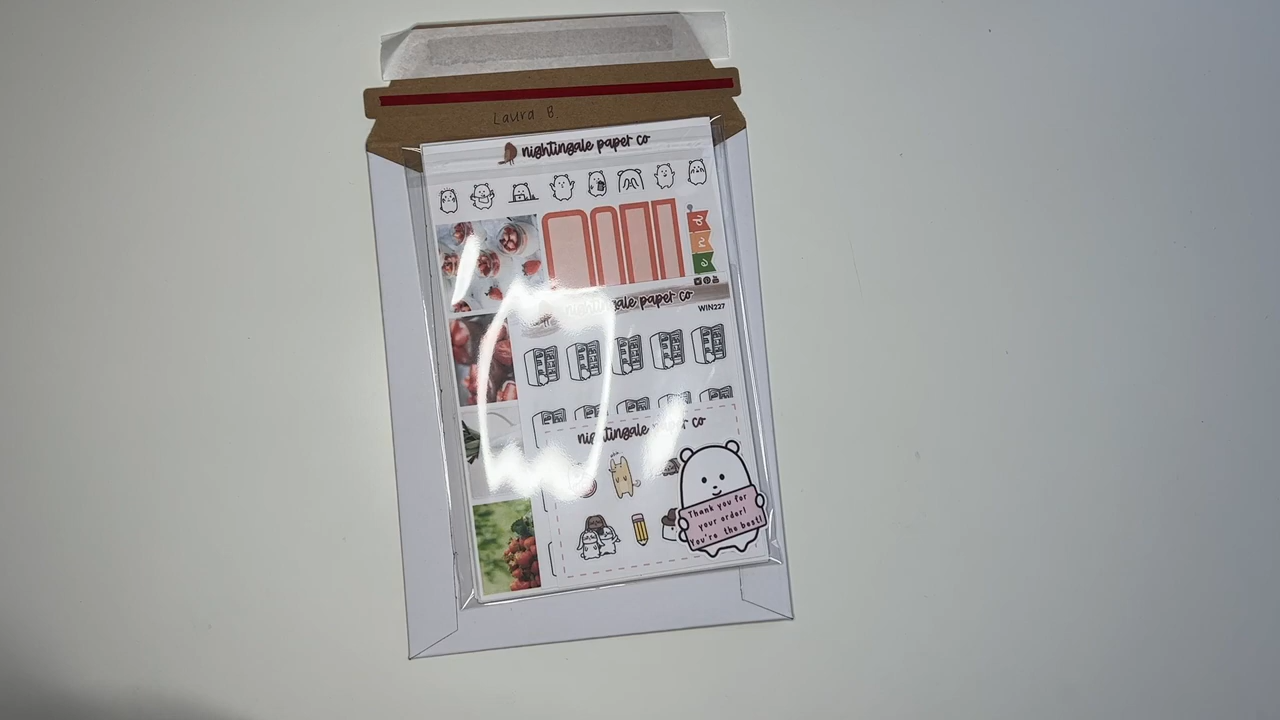 Laura B.
nightingale paper co
nightingale paper co
WIN227
nightingale paper co
Thank you for
your order!
You're the best!